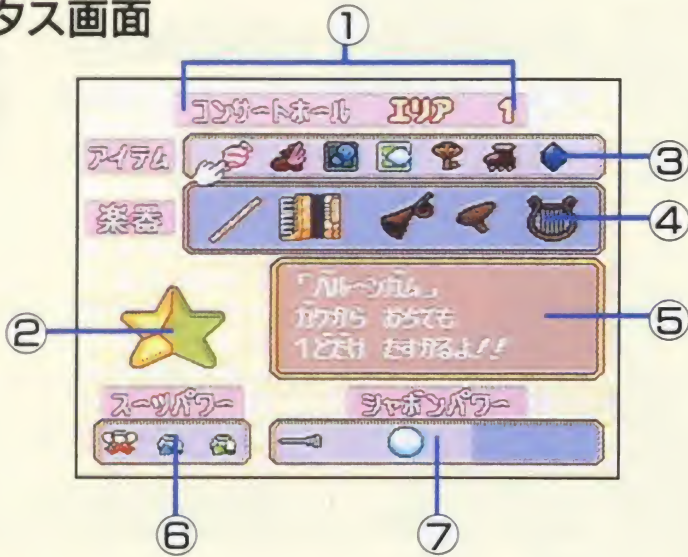 タス画面
①
コンサートホール エリア 1
アイテム
③
楽器
④
②
「バルーンガム」
ガケから おちても
1どだけ たすかるよ!!
⑤
スーツパワー
シャボンパワー
⑥
⑦